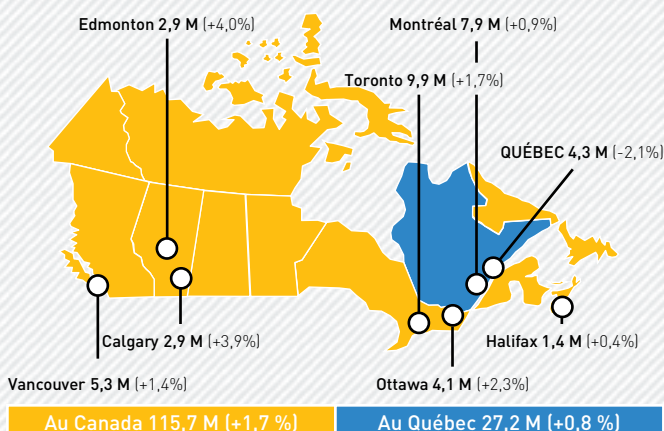 Edmonton 2,9 M (+4,0%)
Montréal 7,9 M (+0,9%)
Toronto 9,9 M (+1,7%)
QUÉBEC 4,3 M (-2,1%)
Calgary 2,9 M (+3,9%)
Halifax 1,4 M (+0,4%)
Vancouver 5,3 M (+1,4%)
Ottawa 4,1 M (+2,3%)
Au Canada 115,7 M (+1,7 %)
Au Québec 27,2 M (+0,8 %)